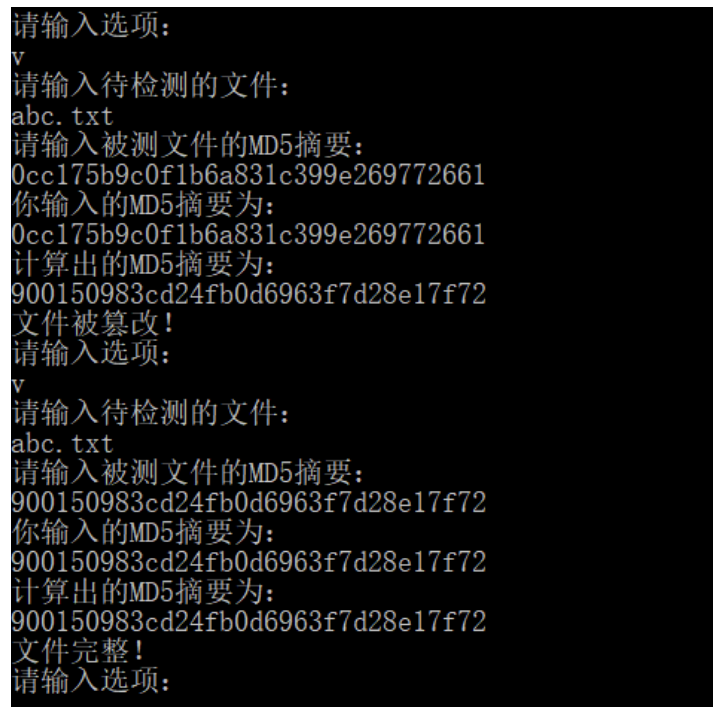 请输入选项：
v
请输入待检测的文件：
abc.txt
请输入被测文件的MD5摘要：
0cc175b9c0f1b6a831c399e269772661
你输入的MD5摘要为：
0cc175b9c0f1b6a831c399e269772661
计算出的MD5摘要为：
900150983cd24fb0d6963f7d28e17f72
文件被篡改！
请输入选项：
v
请输入待检测的文件：
abc.txt
请输入被测文件的MD5摘要：
900150983cd24fb0d6963f7d28e17f72
你输入的MD5摘要为：
900150983cd24fb0d6963f7d28e17f72
计算出的MD5摘要为：
900150983cd24fb0d6963f7d28e17f72
文件完整！
请输入选项：